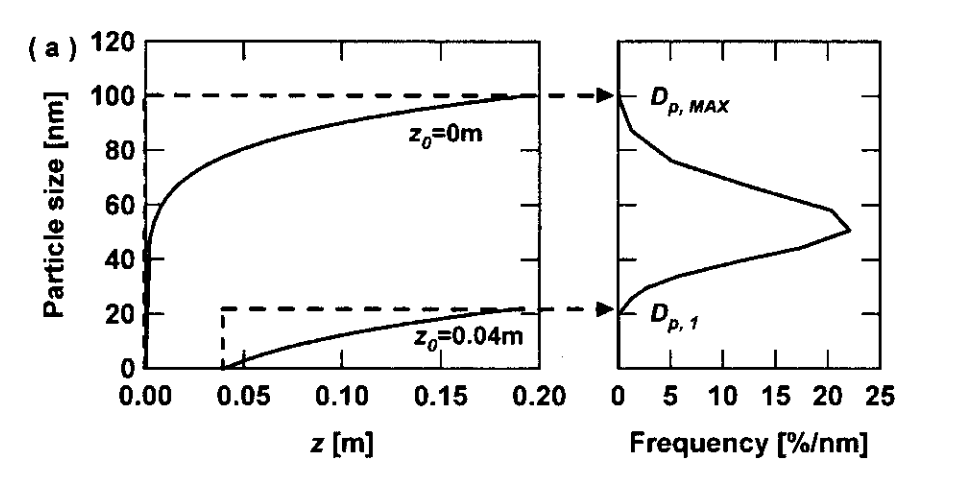 ( a )
120
100
80
60
40
20
0
Particle size [nm]
z0=0m
z0=0.04m
0.00 0.05 0.10 0.15 0.20
z [m]
Dp, MAX
Dp, 1
0 5 10 15 20 25
Frequency [%/nm]